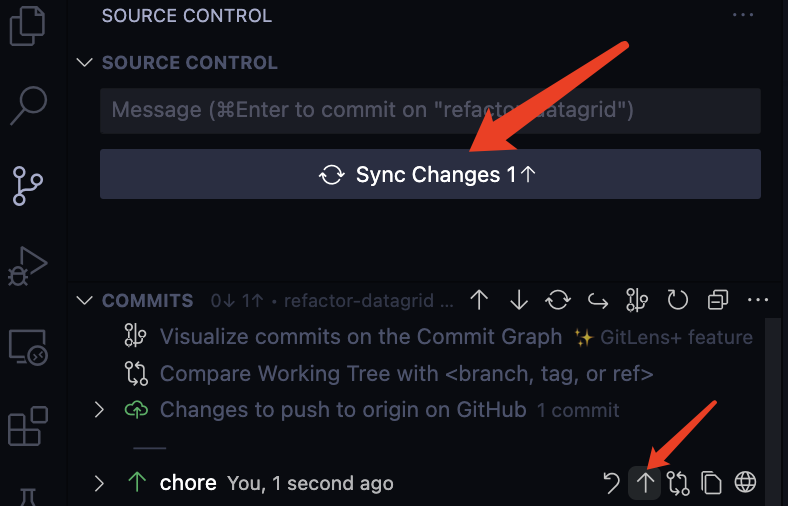 SOURCE CONTROL
SOURCE CONTROL
Message (⌘Enter to commit on "refactor-datagrid")
Sync Changes 1↑
COMMITS 0↓ 1↑ • refactor-datagrid ...
Visualize commits on the Commit Graph ✨ GitLens+ feature
Compare Working Tree with <branch, tag, or ref>
Changes to push to origin on GitHub 1 commit
chore You, 1 second ago